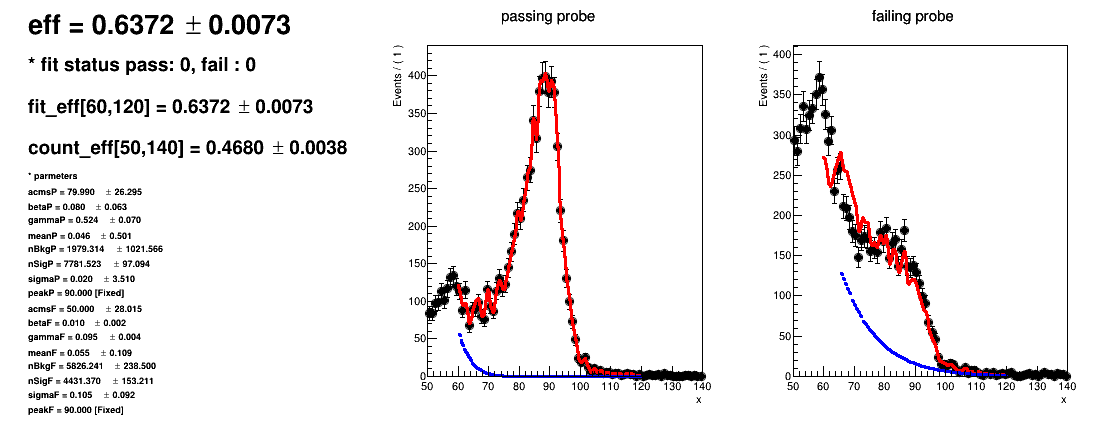 eff = 0.6372 ± 0.0073
* fit status pass: 0, fail : 0
fit_eff[60,120] = 0.6372 ± 0.0073
count_eff[50,140] = 0.4680 ± 0.0038
* parmeters
acmsP = 79.990 ± 26.295
betaP = 0.080 ± 0.063
gammaP = 0.524 ± 0.070
meanP = 0.046 ± 0.501
nBkgP = 1979.314 ± 1021.566
nSigP = 7781.523 ± 97.094
sigmaP = 0.020 ± 3.510
peakP = 90.000 [Fixed]
acmsF = 50.000 ± 28.015
betaF = 0.010 ± 0.002
gammaF = 0.095 ± 0.004
meanF = 0.055 ± 0.109
nBkgF = 5826.241 ± 238.500
nSigF = 4431.370 ± 153.211
sigmaF = 0.105 ± 0.092
peakF = 90.000 [Fixed]
passing probe
Events / ( 1 )
400
350
300
250
200
150
100
50
0
50 60 70 80 90 100 110 120 130 140
x
failing probe
Events / ( 1 )
400
350
300
250
200
150
100
50
0
50 60 70 80 90 100 110 120 130 140
x